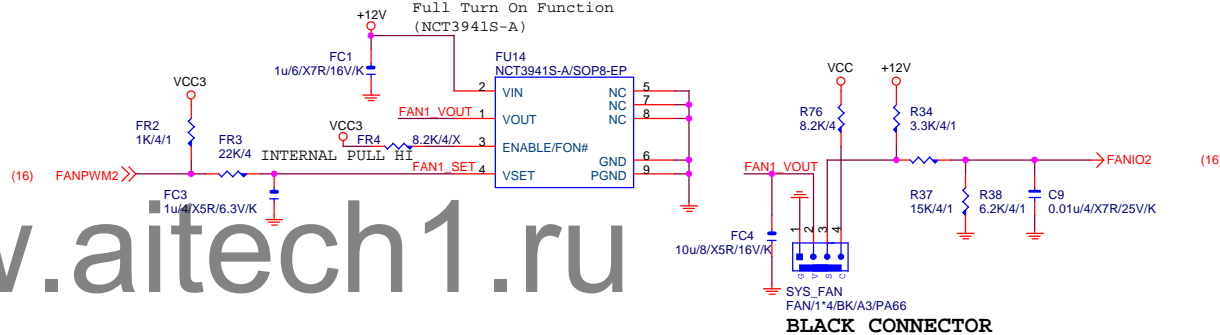 Full Turn On Function
(NCT3941S-A)
+12V
FC1
1u/6/X7R/16V/K
FU14
NCT3941S-A/SOP8-EP
2 VIN
FAN1_VOUT 1 VOUT
3 ENABLE/FON#
FAN1_SET 4 VSET
NC 5
NC 7
NC 8
GND 6
PGND 9
VCC3
FR2
1K/4/1
FR3
22K/4
VCC3
FR4 8.2K/4/X
INTERNAL PULL HI
(16) FANPWM2
FC3
1u/4/X5R/6.3V/K
VCC
+12V
R76
8.2K/4
R34
3.3K/4/1
FAN1_VOUT
FANIO2 (16)
R37
15K/4/1
R38
6.2K/4/1
C9
0.01u/4/X7R/25V/K
FC4
10u/8/X5R/16V/K
1 2 3 4
G V S C
SYS_FAN
FAN/1*4/BK/A3/PA66
BLACK CONNECTOR
w.aitech1.ru